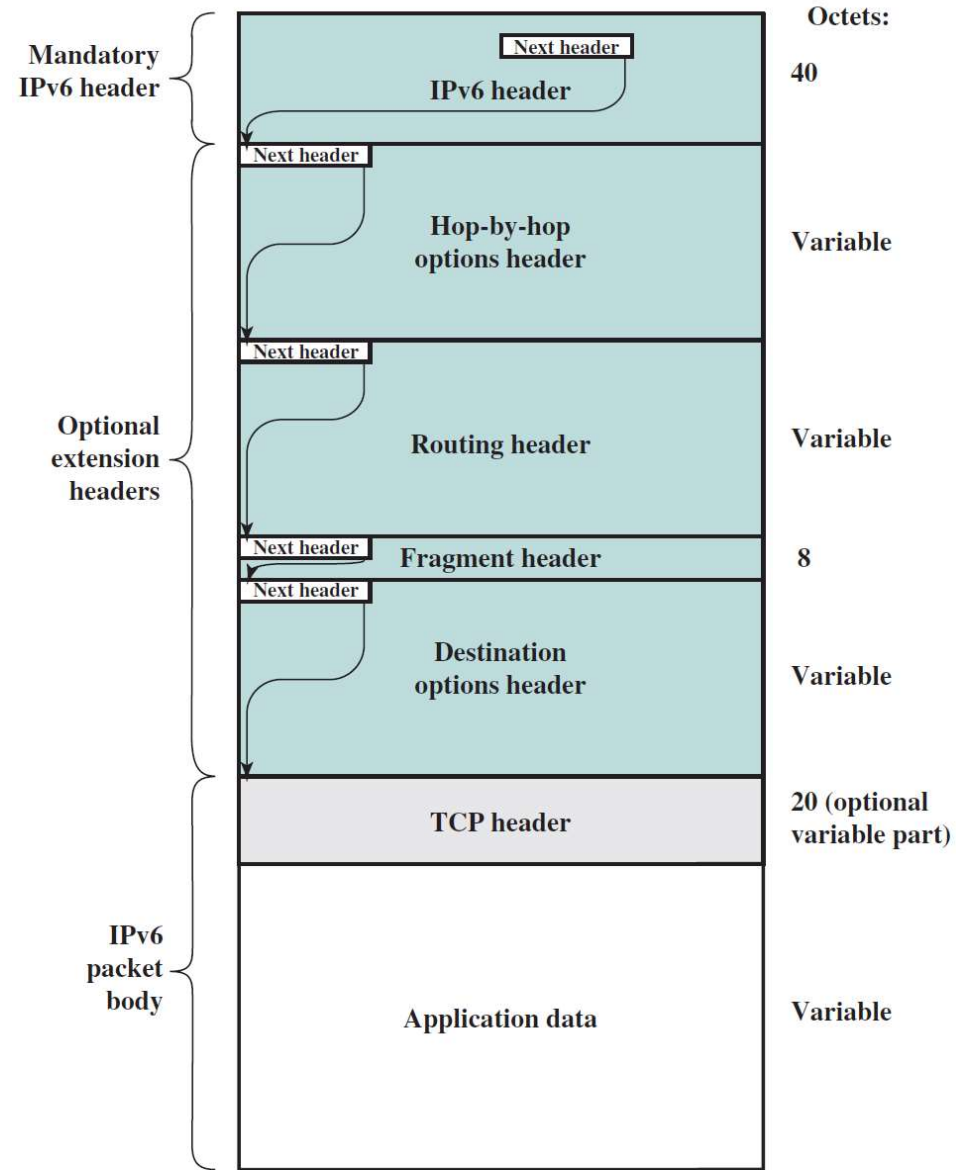 Octets:
Mandatory
IPv6 header
Next header
IPv6 header
40
Next header
Hop-by-hop
options header
Variable
Next header
Optional
extension
headers
Routing header
Variable
Next header
Fragment header
8
Next header
Destination
options header
Variable
TCP header
20 (optional
variable part)
IPv6
packet
body
Application data
Variable